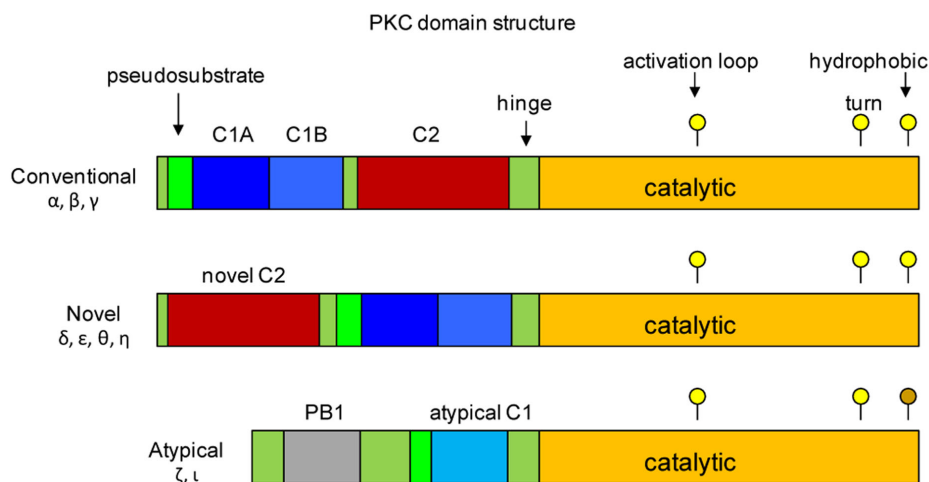 PKC domain structure
pseudosubstrate
activation loop
hydrophobic
hinge
turn
C1A
C1B
C2
Conventional
α, β, γ
catalytic
novel C2
Novel
δ, ε, θ, η
catalytic
PB1
atypical C1
Atypical
ζ, ι
catalytic